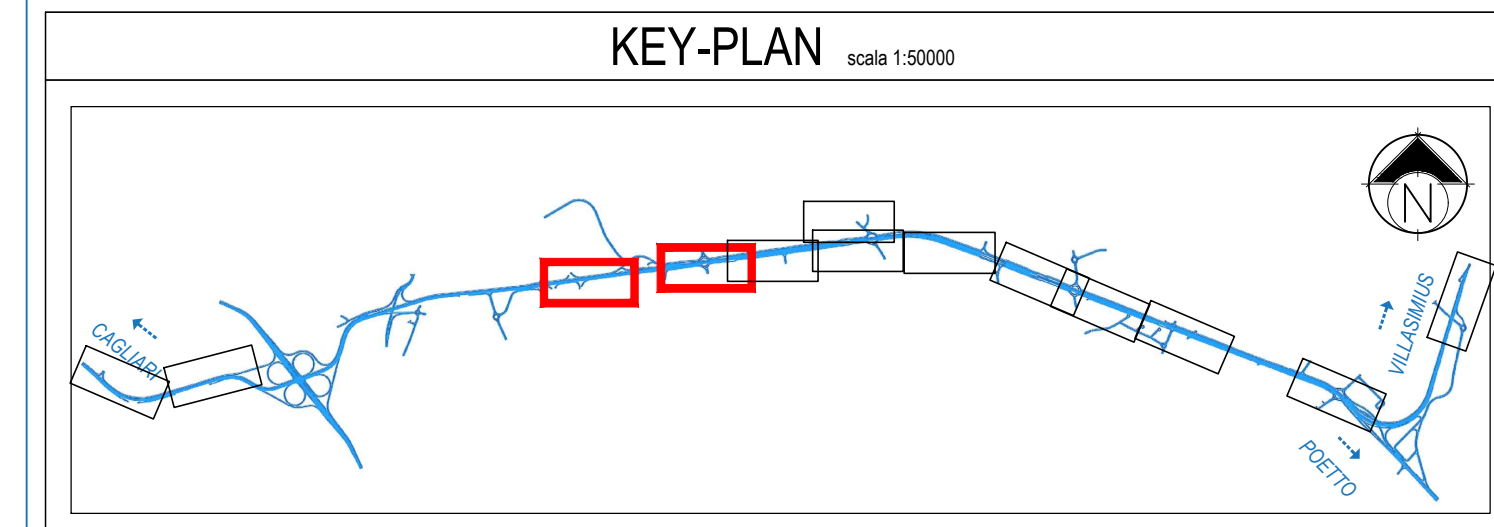 KEY-PLAN scala 1:50000
N
CAGLIARI
VILLASIMIUS
POETTO